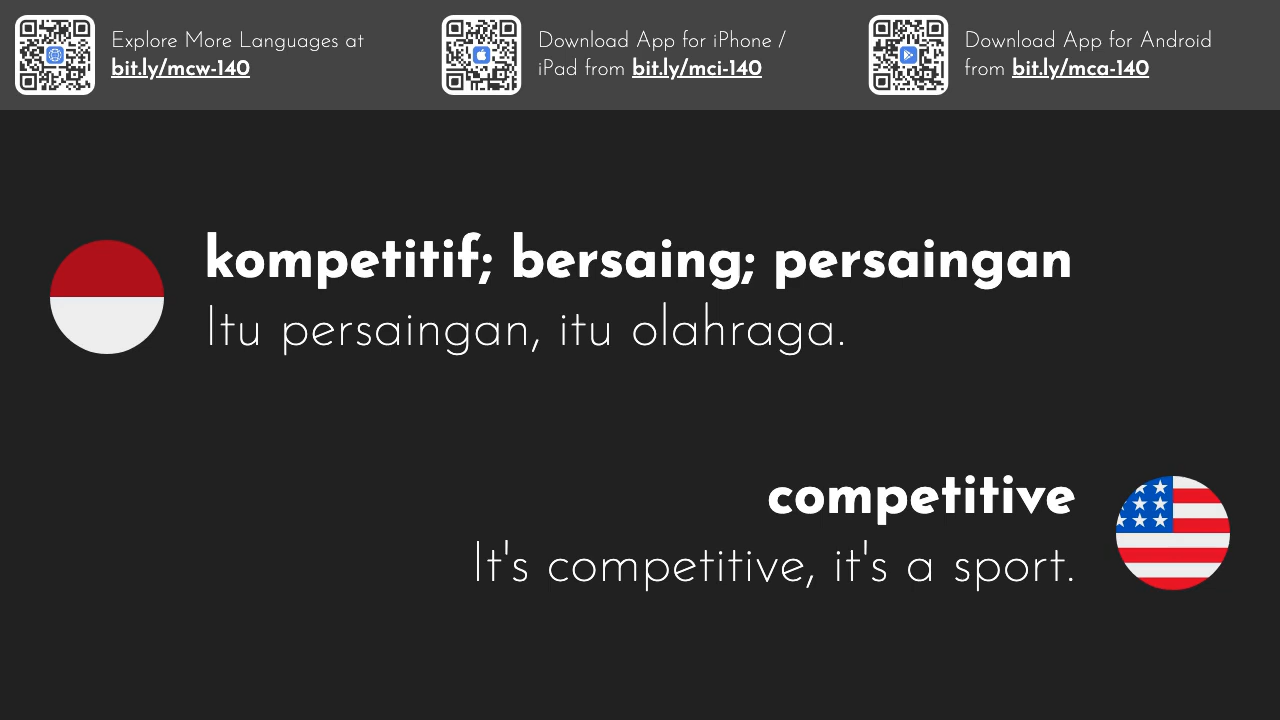 Explore More Languages at
bit.ly/mcw-140
Download App for iPhone /
iPad from bit.ly/mci-140
Download App for Android
from bit.ly/mca-140
kompetitif; bersaing; persaingan
Itu persaingan, itu olahraga.
competitive
It's competitive, it's a sport.